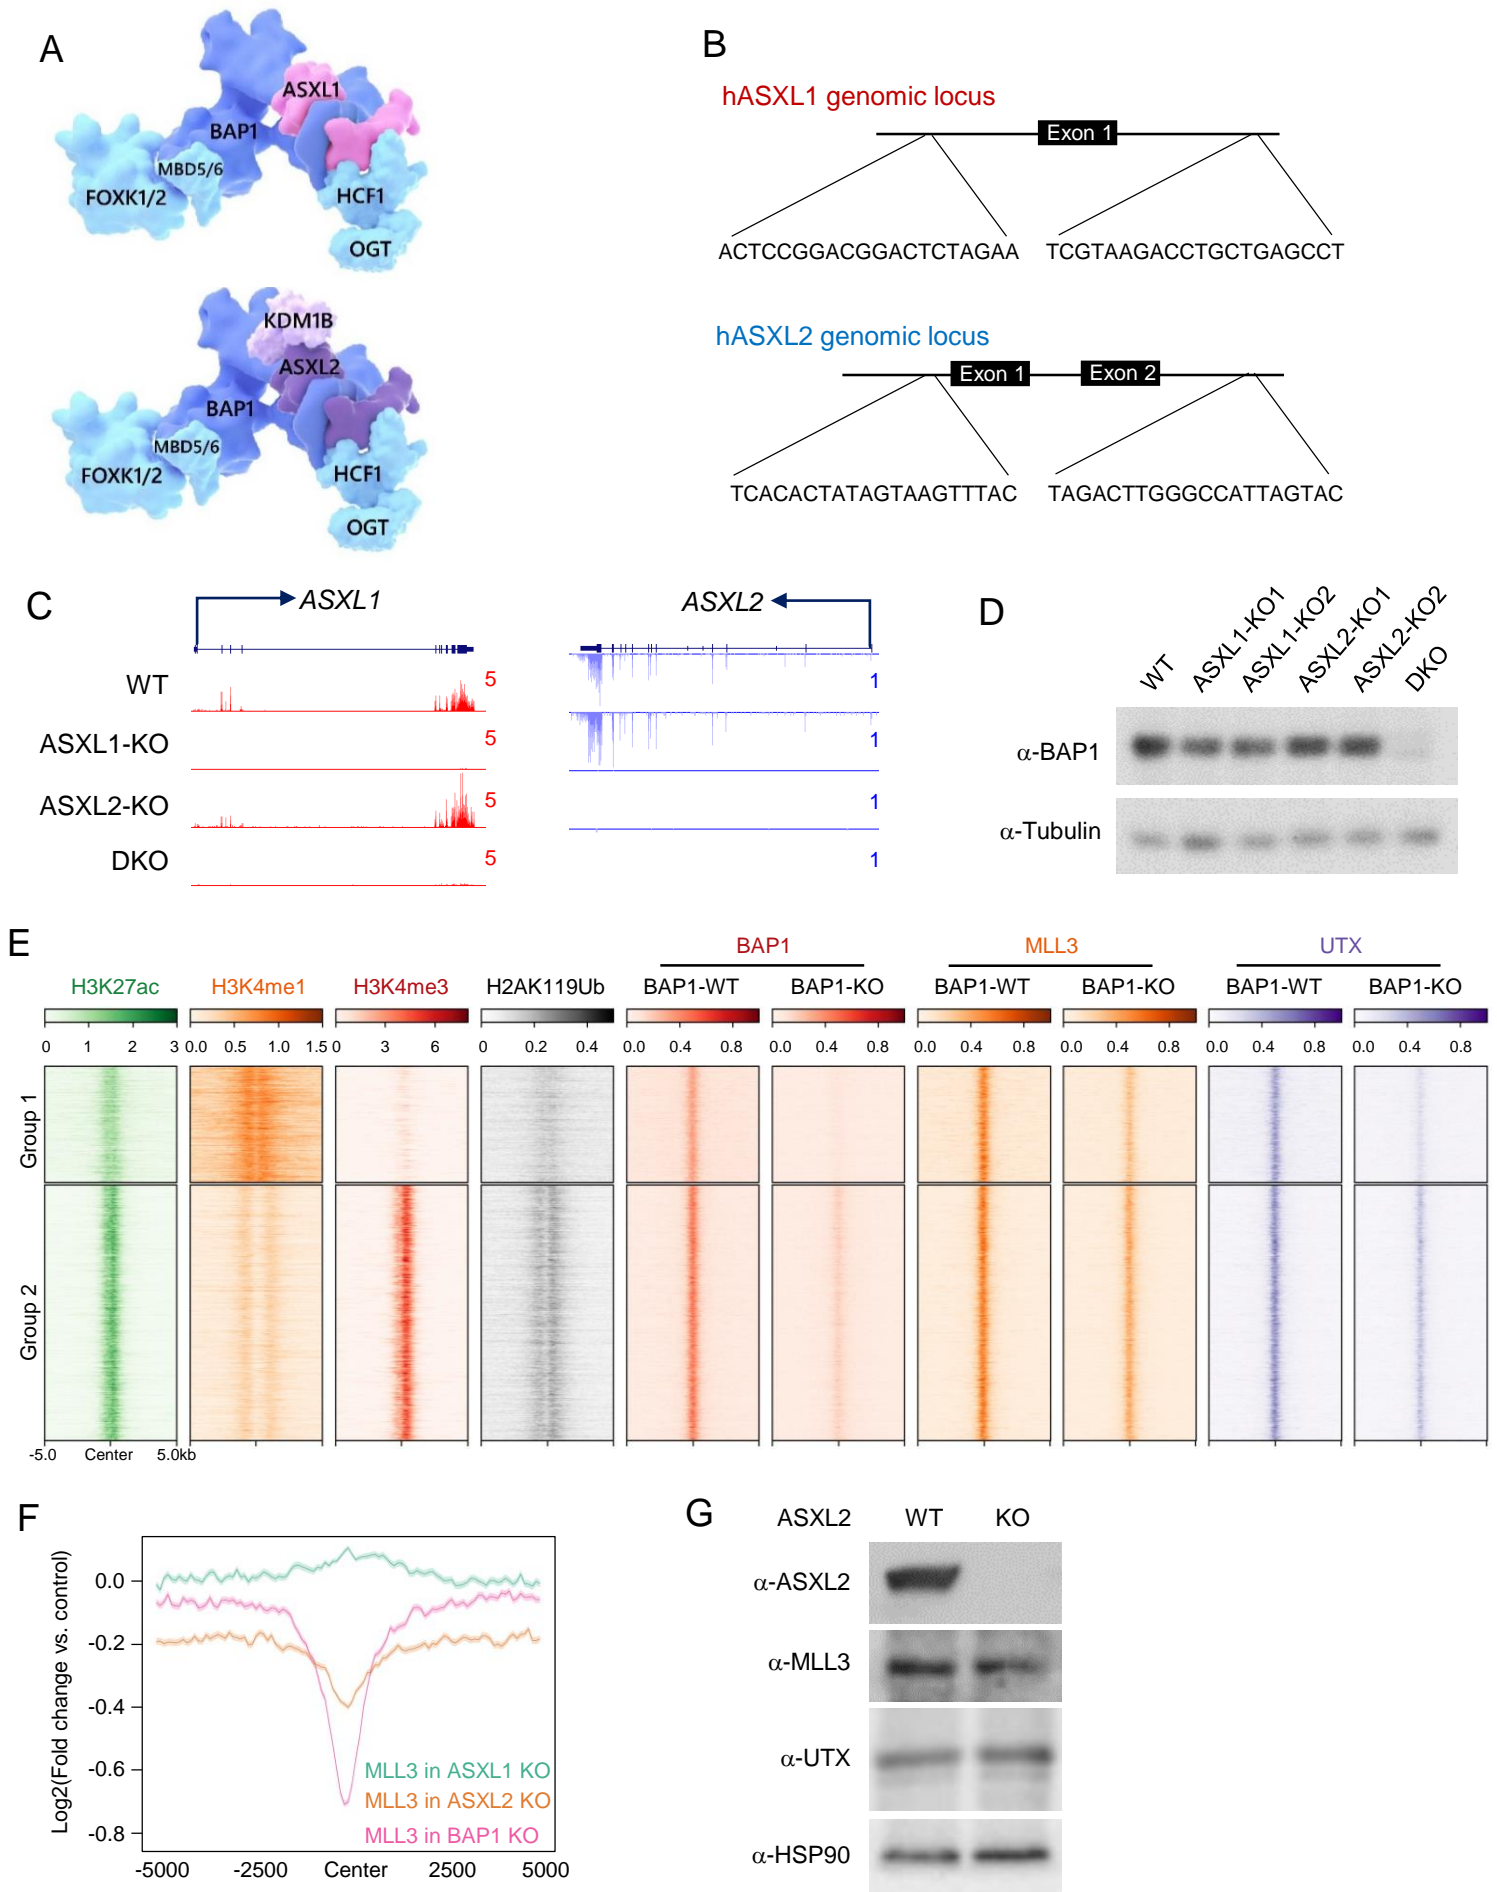 A
ASXL1
BAP1
MBD5/6
FOXK1/2
HCF1
OGT
KDM1B
ASXL2
BAP1
MBD5/6
FOXK1/2
HCF1
OGT
B
hASXL1 genomic locus
Exon 1
ACTCCGGACGGACTCTAGAA TCGTAAGACCTGCTGAGCCT
hASXL2 genomic locus
Exon 1 Exon 2
TCACACTATAGTAAGTTTAC TAGACTTGGGCCATTAGTAC
C
ASXL1 ASXL2
WT 5 1
ASXL1-KO 5 1
ASXL2-KO 5 1
DKO 5 1
D
WT ASXL1-KO1 ASXL1-KO2 ASXL2-KO1 ASXL2-KO2 DKO
α-BAP1
α-Tubulin
E
BAP1 MLL3 UTX
H3K27ac H3K4me1 H3K4me3 H2AK119Ub BAP1-WT BAP1-KO BAP1-WT BAP1-KO BAP1-WT BAP1-KO
0 1 2 3 0.0 0.5 1.0 1.5 0 3 6 0 0.2 0.4 0.0 0.4 0.8 0.0 0.4 0.8 0.0 0.4 0.8 0.0 0.4 0.8 0.0 0.4 0.8 0.0 0.4 0.8
Group 1
Group 2
-5.0 Center 5.0kb
F
Log2(Fold change vs. control)
0.0
-0.2
-0.4
-0.6
-0.8
MLL3 in ASXL1 KO
MLL3 in ASXL2 KO
MLL3 in BAP1 KO
-5000 -2500 Center 2500 5000
G
ASXL2 WT KO
α-ASXL2
α-MLL3
α-UTX
α-HSP90